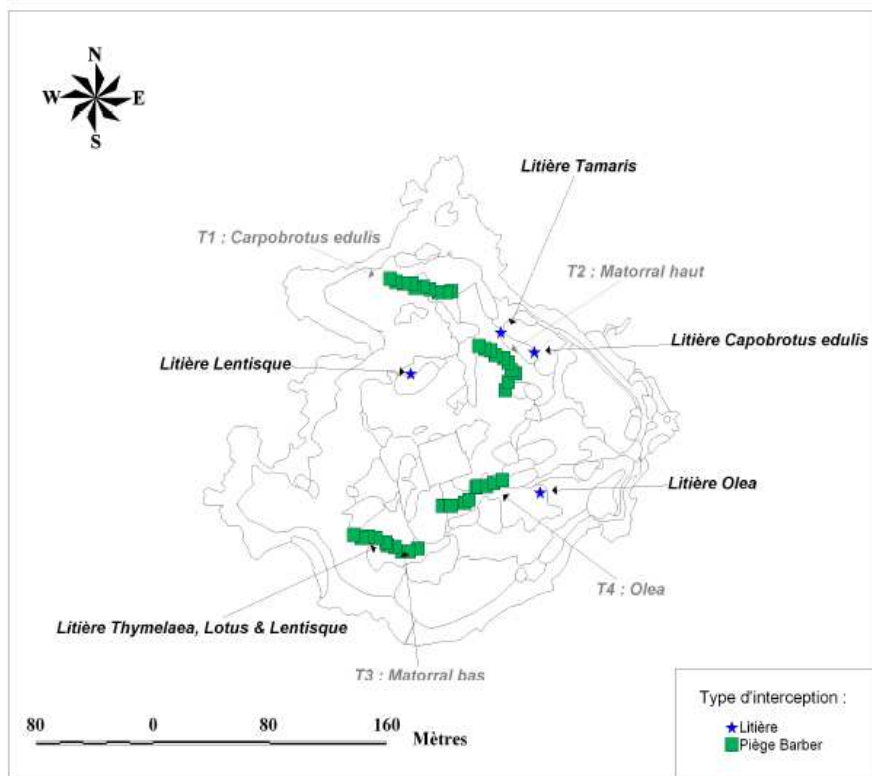 N
W E
S
Litière Tamaris
T1 : Carpobrotus edulis
T2 : Matorral haut
Litière Capobrotus edulis
Litière Lentisque
Litière Olea
T4 : Olea
Litière Thymelaea, Lotus & Lentisque
T3 : Matorral bas
Type d'interception :
Litière
Piège Barber
80 0 80 160 Mètres